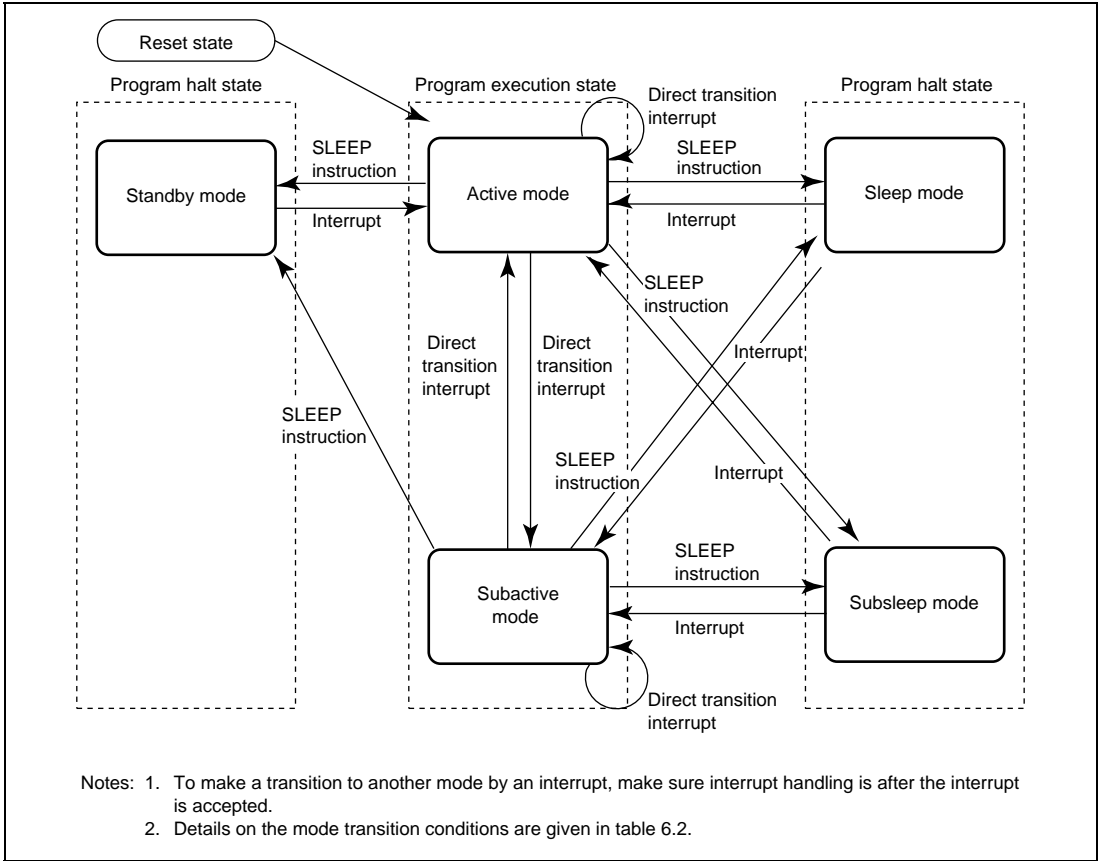 Reset state
Program halt state
Program execution state
Program halt state
Direct transition
interrupt
SLEEP
instruction
SLEEP
instruction
Standby mode
Active mode
Sleep mode
Interrupt
Interrupt
SLEEP
instruction
Direct
transition
interrupt
Direct
transition
interrupt
Interrupt
SLEEP
instruction
SLEEP
instruction
Interrupt
SLEEP
instruction
Subactive
mode
Subsleep mode
Interrupt
Direct transition
interrupt
Notes: 1. To make a transition to another mode by an interrupt, make sure interrupt handling is after the interrupt
is accepted.
2. Details on the mode transition conditions are given in table 6.2.